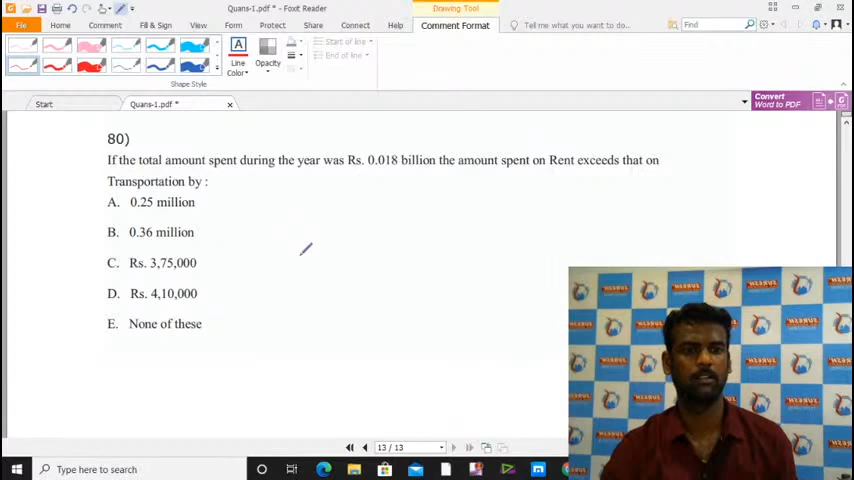 Quans-1.pdf * - Foxit Reader
Drawing Tool
File
Home
Comment
Fill & Sign
View
Form
Protect
Share
Connect
Help
Comment Format
Tell me what you want to do...
Find
Line Color
Opacity
Start of line
End of line
Shape Style
Start
Quans-1.pdf *
Convert
Word to PDF
80)
If the total amount spent during the year was Rs. 0.018 billion the amount spent on Rent exceeds that on
Transportation by :
A. 0.25 million
B. 0.36 million
C. Rs. 3,75,000
D. Rs. 4,10,000
E. None of these
13 / 13
Type here to search